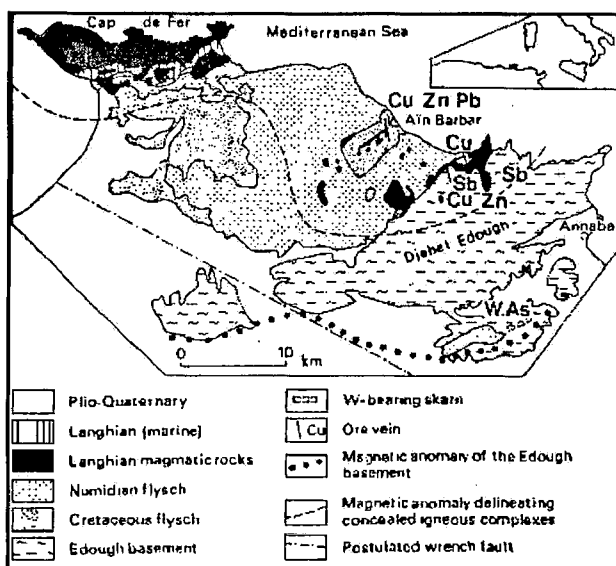 Cap de Fer
Mediterranean Sea
Cu Zn Pb
Aïn Barbar
Cu
Sb
Sb
Cu Zn
Annaba
Djebel Edough
W.As
0 10
km
Plio-Quaternary
Langhian (marine)
Langhian magmatic rocks
Numidian flysch
Cretaceous flysch
Edough basement
W-bearing skarn
Cu Ore vein
Magnetic anomaly of the Edough
basement
Magnetic anomaly delineating
concealed igneous complexes
Postulated wrench fault